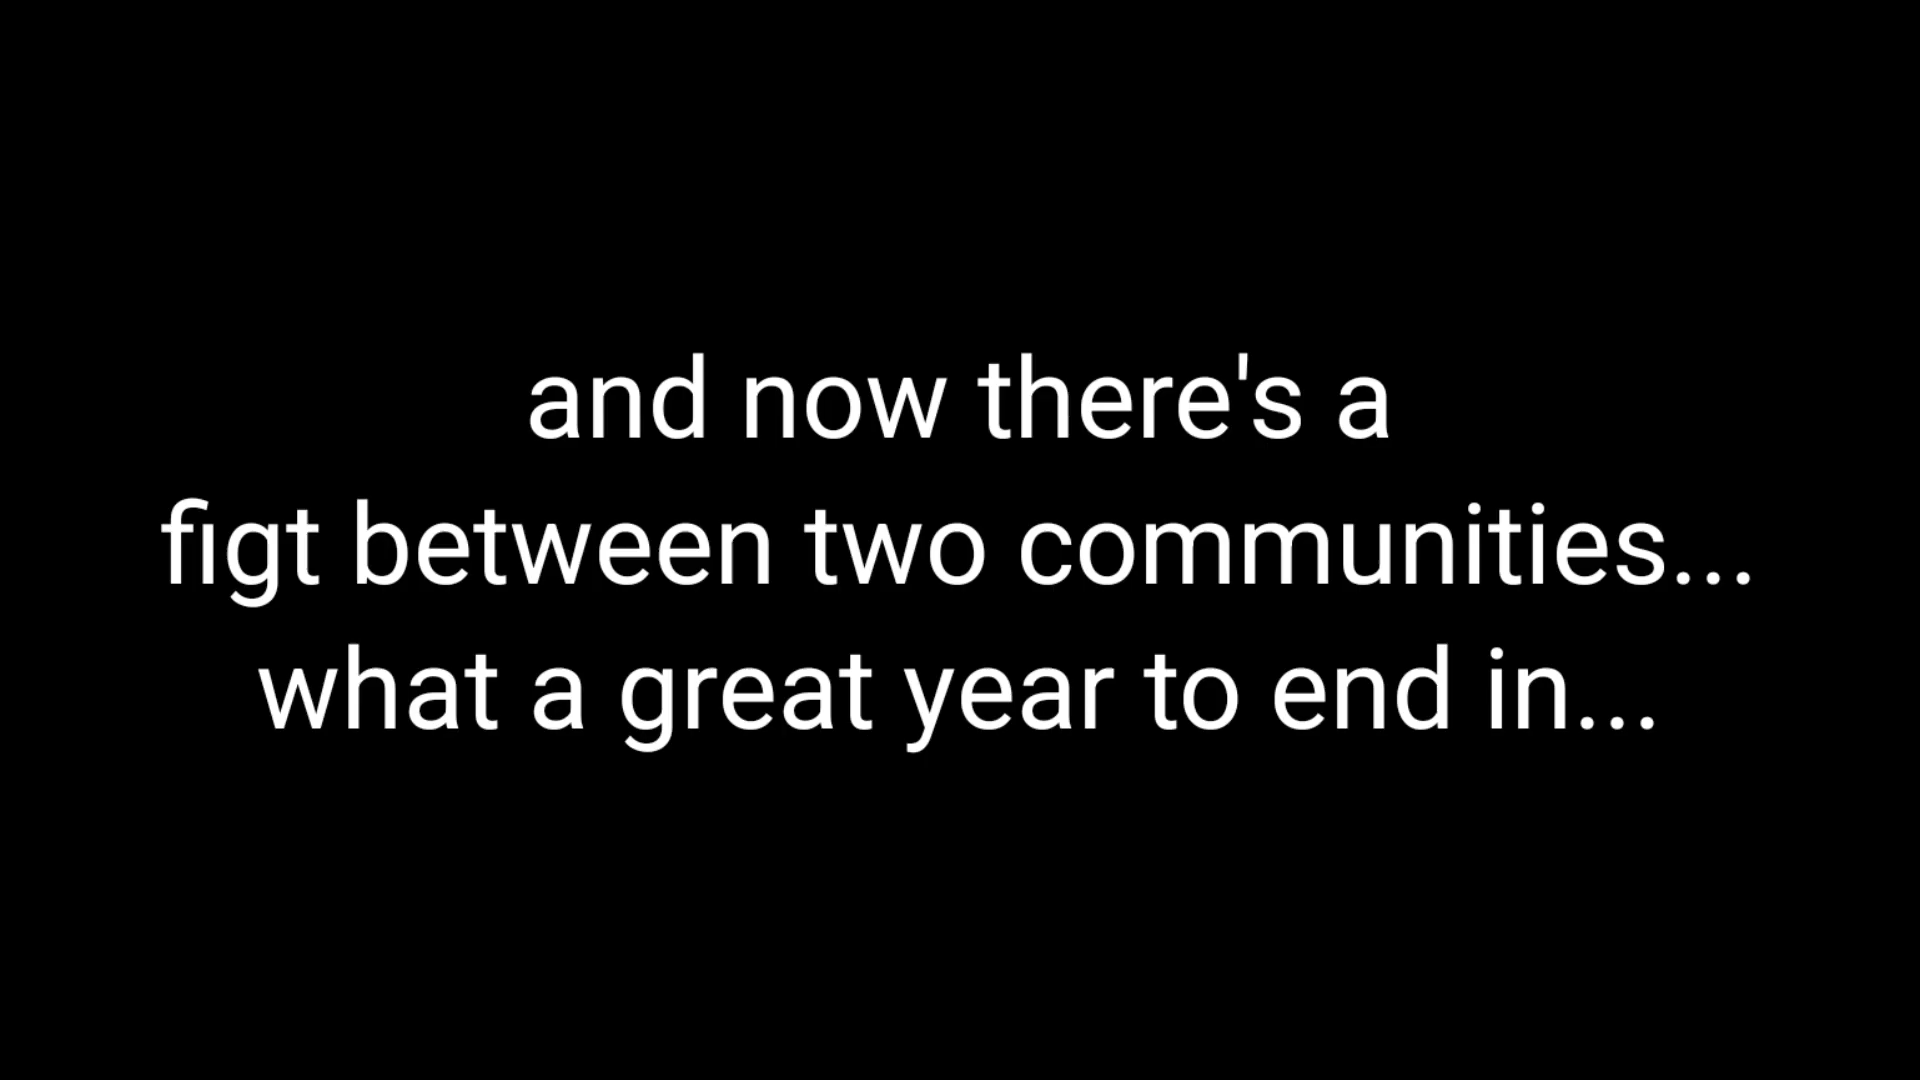 and now there's a
figt between two communities...
what a great year to end in...